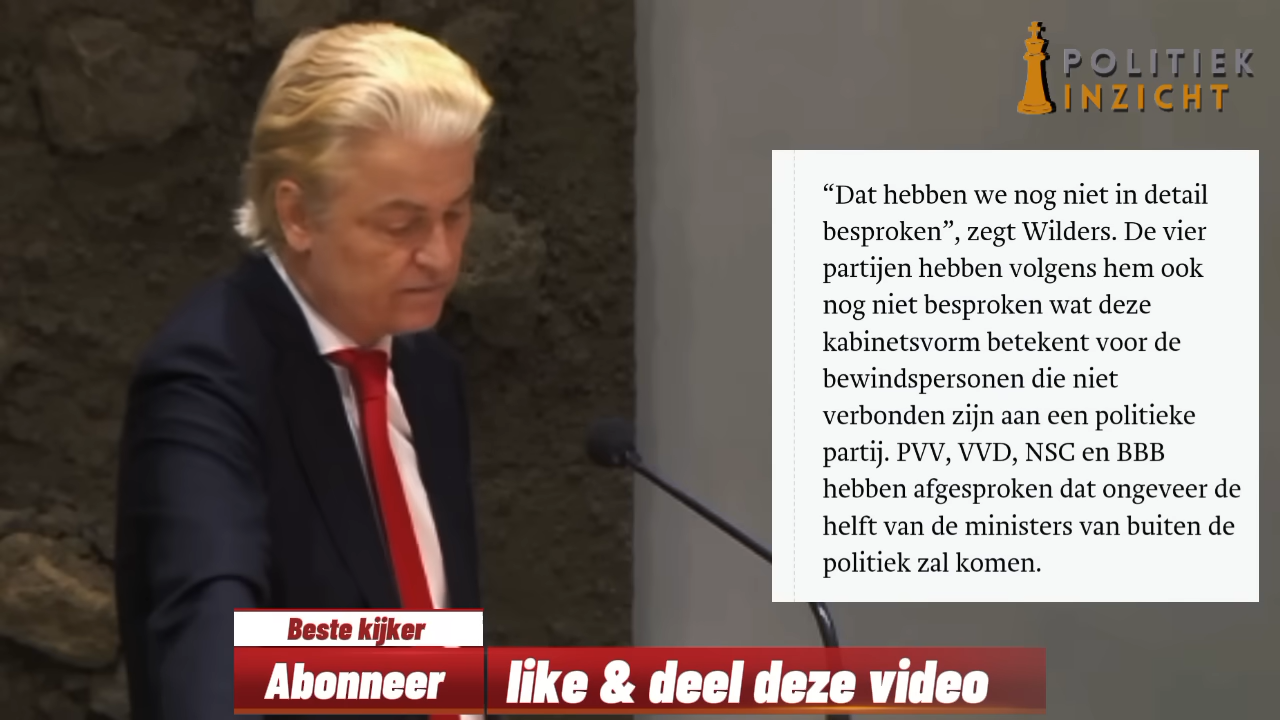 POLITIEK
INZICHT
“Dat hebben we nog niet in detail
besproken”, zegt Wilders. De vier
partijen hebben volgens hem ook
nog niet besproken wat deze
kabinetsvorm betekent voor de
bewindspersonen die niet
verbonden zijn aan een politieke
partij. PVV, VVD, NSC en BBB
hebben afgesproken dat ongeveer de
helft van de ministers van buiten de
politiek zal komen.
Beste kijker
Abonneer like & deel deze video